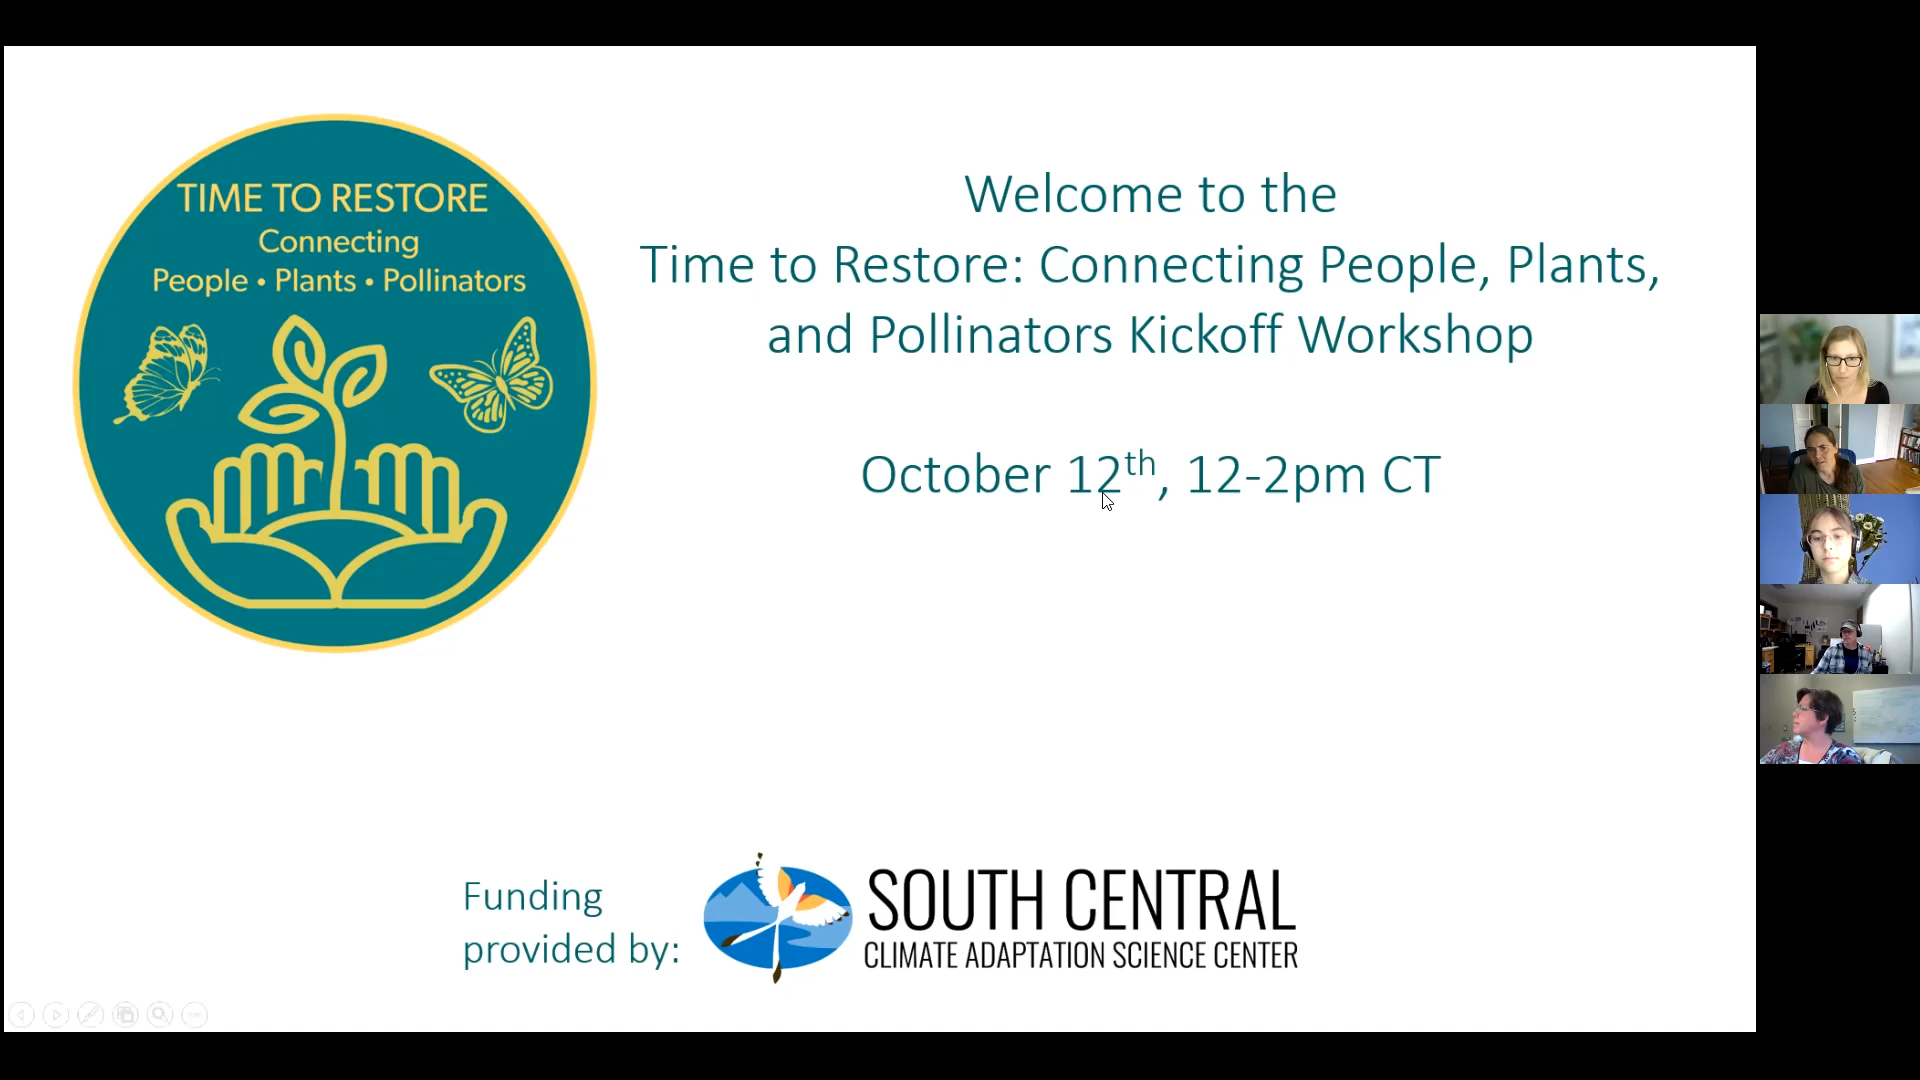 TIME TO RESTORE
Connecting
People • Plants • Pollinators
Welcome to the
Time to Restore: Connecting People, Plants,
and Pollinators Kickoff Workshop
October 12th, 12-2pm CT
Funding
provided by:
SOUTH CENTRAL
CLIMATE ADAPTATION SCIENCE CENTER